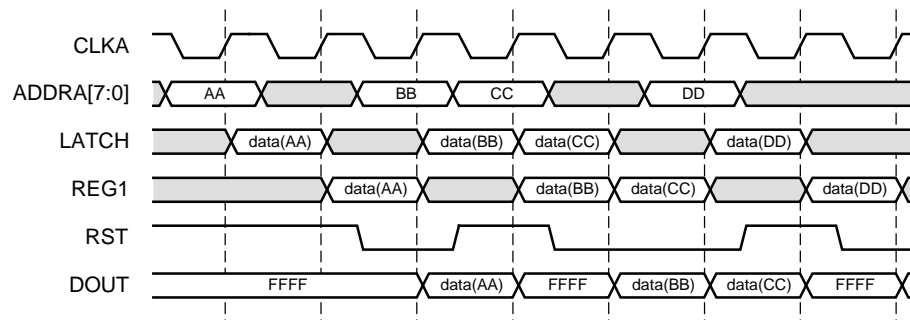 CLKA
ADDRA[7:0] AA BB CC DD
LATCH data(AA) data(BB) data(CC) data(DD)
REG1 data(AA) data(BB) data(CC) data(DD)
RST
DOUT FFFF data(AA) FFFF data(BB) data(CC) FFFF